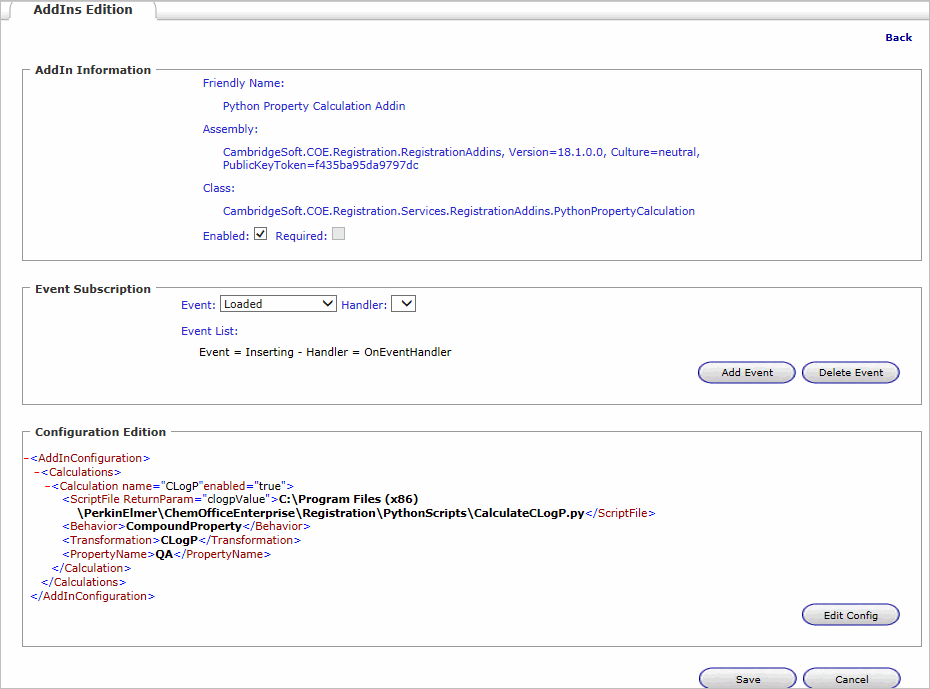 AddIns Edition
Back
AddIn Information
Friendly Name:
Python Property Calculation Addin
Assembly:
CambridgeSoft.COE.Registration.RegistrationAddins, Version=18.1.0.0, Culture=neutral,
PublicKeyToken=f435ba95da9797dc
Class:
CambridgeSoft.COE.Registration.Services.RegistrationAddins.PythonPropertyCalculation
Enabled: Required:
Event Subscription
Event: Loaded Handler:
Event List:
Event = Inserting - Handler = OnEventHandler
Add Event Delete Event
Configuration Edition
-<AddInConfiguration>
-<Calculations>
-<Calculation name="CLogP"enabled="true">
<ScriptFile ReturnParam="clogpValue">C:\Program Files (x86)
\PerkinElmer\ChemOfficeEnterprise\Registration\PythonScripts\CalculateCLogP.py</ScriptFile>
<Behavior>CompoundProperty</Behavior>
<Transformation>CLogP</Transformation>
<PropertyName>QA</PropertyName>
</Calculation>
</Calculations>
</AddInConfiguration>
Edit Config
Save Cancel